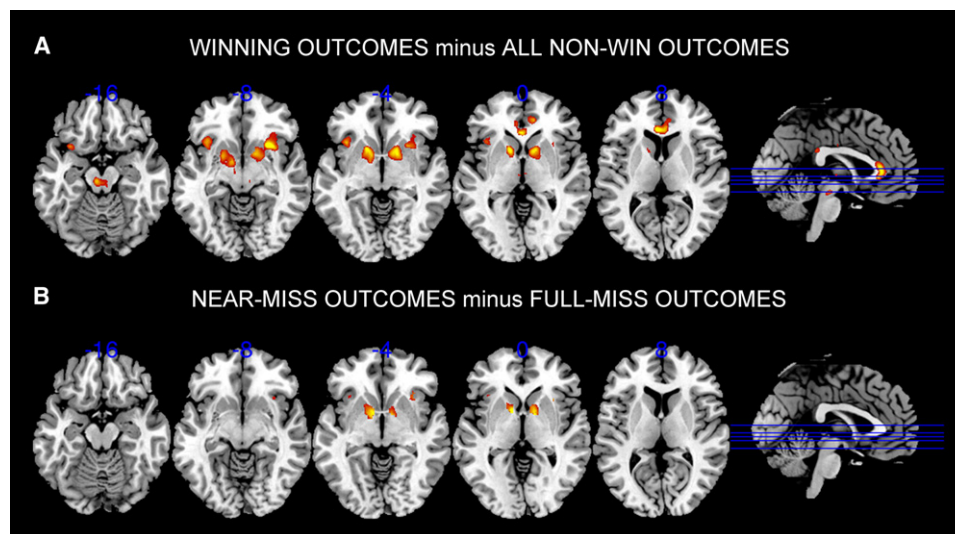 A
WINNING OUTCOMES minus ALL NON-WIN OUTCOMES
-16 -8 -4 0 8
B
NEAR-MISS OUTCOMES minus FULL-MISS OUTCOMES
-16 -8 -4 0 8